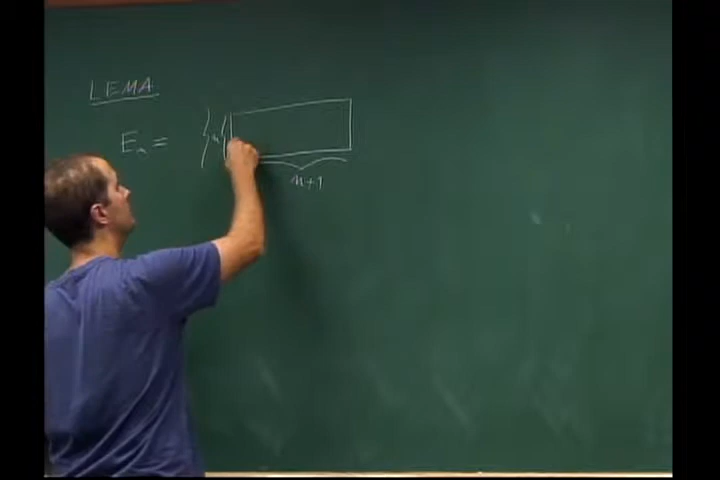 LEMA
Eₙ = { n {
n+1